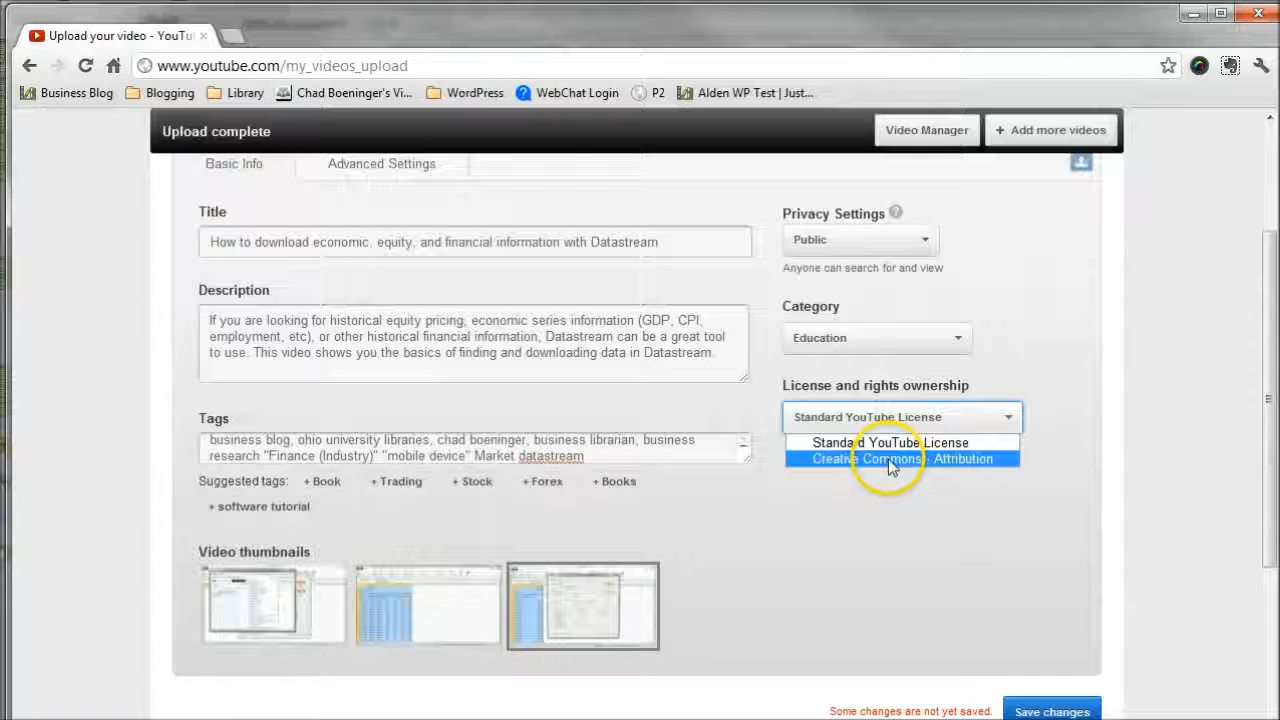 Upload your video - YouTu
www.youtube.com/my_videos_upload
Business Blog Blogging Library Chad Boeninger's Vi... WordPress WebChat Login P2 Alden WP Test | Just...
Upload complete
Video Manager
+ Add more videos
Basic Info
Advanced Settings
Title
How to download economic, equity, and financial information with Datastream
Description
If you are looking for historical equity pricing, economic series information (GDP, CPI,
employment, etc), or other historical financial information, Datastream can be a great tool
to use. This video shows you the basics of finding and downloading data in Datastream.
Tags
business blog, ohio university libraries, chad boeninger, business librarian, business
research "Finance (Industry)" "mobile device" Market datastream
Suggested tags: + Book + Trading + Stock + Forex + Books
+ software tutorial
Video thumbnails
Privacy Settings ?
Public
Anyone can search for and view
Category
Education
License and rights ownership
Standard YouTube License
Standard YouTube License
Creative Commons - Attribution
Some changes are not yet saved.
Save changes